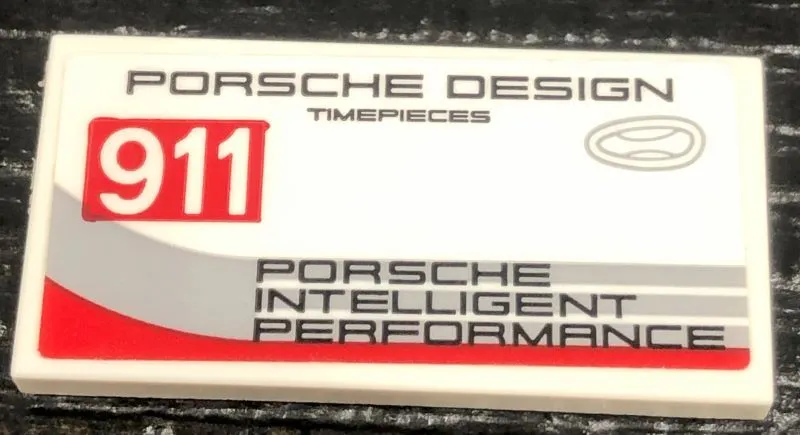 PORSCHE DESIGN
TIMEPIECES
911
PORSCHE
INTELLIGENT
PERFORMANCE